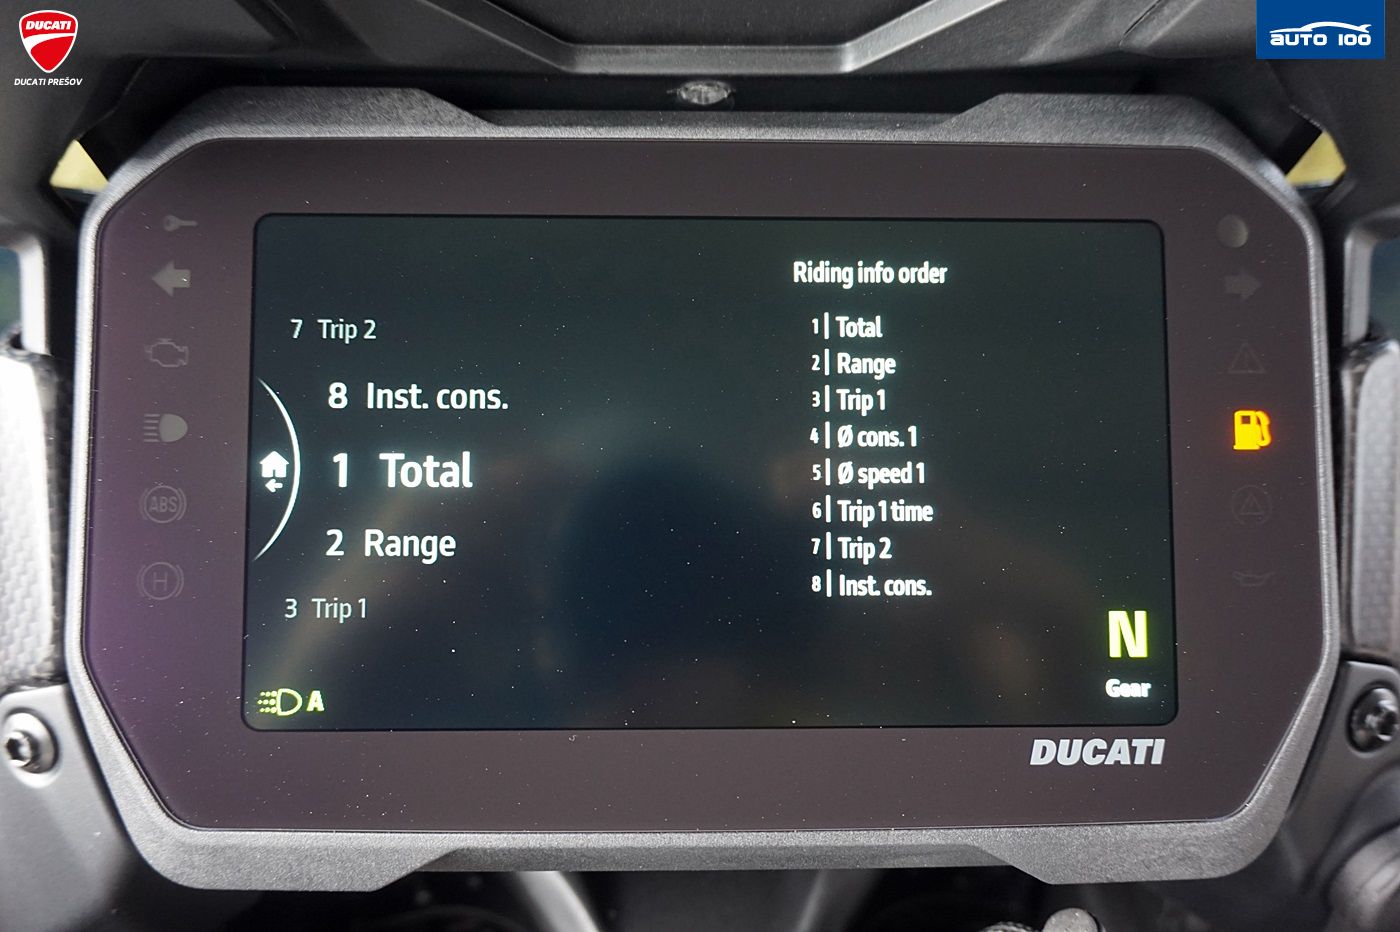 DUCATI
DUCATI PREŠOV
AUTO 100
Riding info order
7 Trip 2
8 Inst. cons.
1 Total
2 Range
3 Trip 1
1 | Total
2 | Range
3 | Trip 1
4 | Ø cons. 1
5 | Ø speed 1
6 | Trip 1 time
7 | Trip 2
8 | Inst. cons.
ABS
H
A
N
Gear
DUCATI